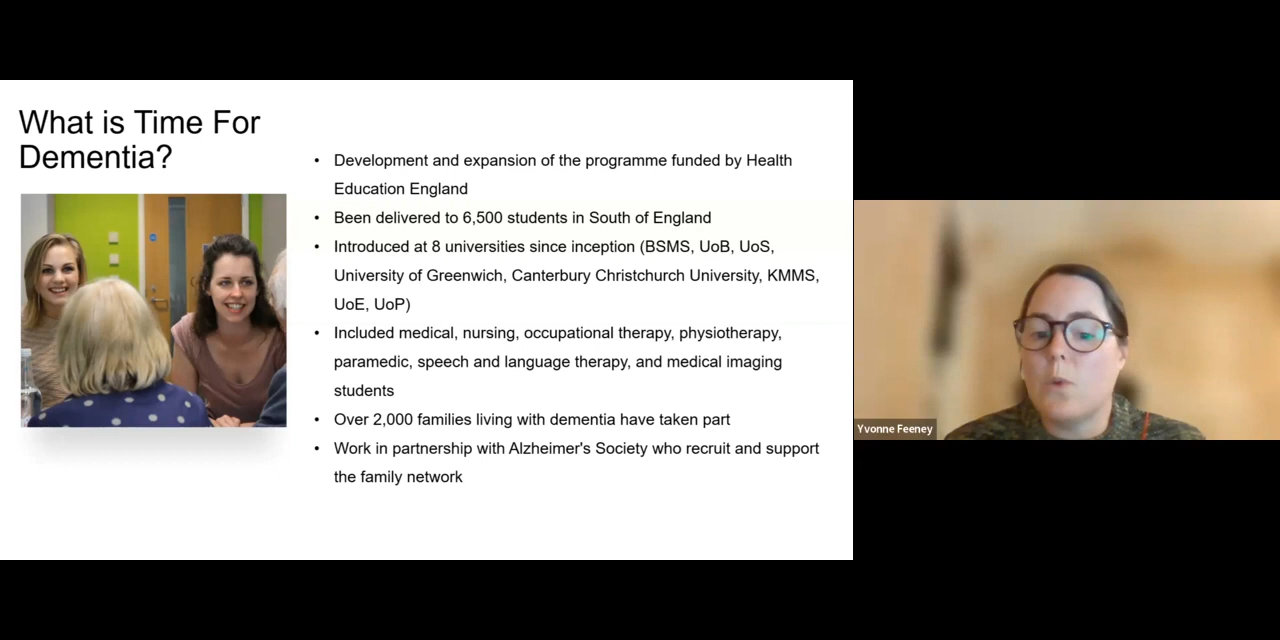 What is Time For
Dementia?
• Development and expansion of the programme funded by Health
Education England
• Been delivered to 6,500 students in South of England
• Introduced at 8 universities since inception (BSMS, UoB, UoS,
University of Greenwich, Canterbury Christchurch University, KMMS,
UoE, UoP)
• Included medical, nursing, occupational therapy, physiotherapy,
paramedic, speech and language therapy, and medical imaging
students
• Over 2,000 families living with dementia have taken part
• Work in partnership with Alzheimer's Society who recruit and support
the family network
Yvonne Feeney